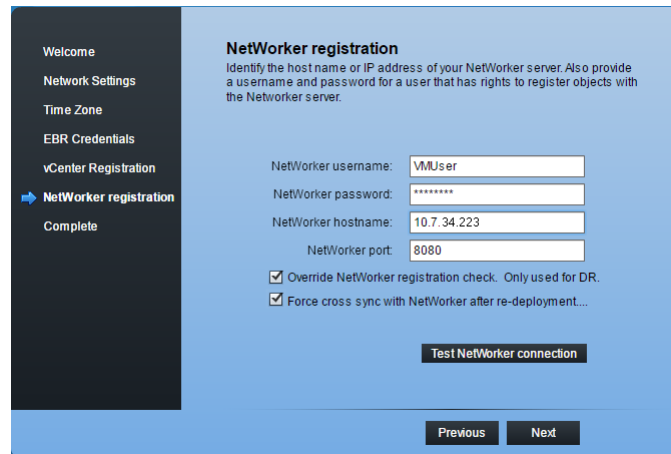 Welcome
Network Settings
Time Zone
EBR Credentials
vCenter Registration
NetWorker registration
Complete
NetWorker registration
Identify the host name or IP address of your NetWorker server. Also provide
a username and password for a user that has rights to register objects with
the Networker server.
NetWorker username: VMUser
NetWorker password: ********
NetWorker hostname: 10.7.34.223
NetWorker port: 8080
Override NetWorker registration check. Only used for DR.
Force cross sync with NetWorker after re-deployment....
Test NetWorker connection
Previous Next